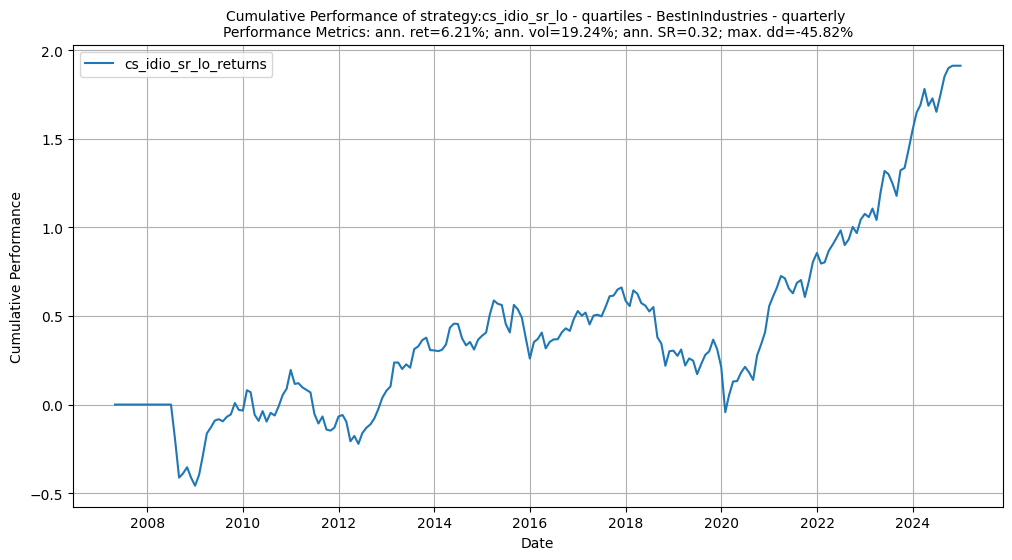 Cumulative Performance of strategy:cs_idio_sr_lo - quartiles - BestInIndustries - quarterly
Performance Metrics: ann. ret=6.21%; ann. vol=19.24%; ann. SR=0.32; max. dd=-45.82%
cs_idio_sr_lo_returns
Cumulative Performance
2.0
1.5
1.0
0.5
0.0
−0.5
2008 2010 2012 2014 2016 2018 2020 2022 2024
Date